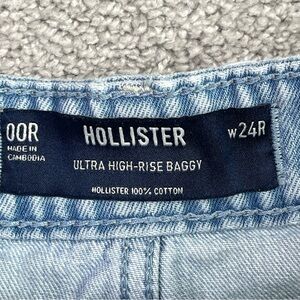 00R
MADE IN
CAMBODIA
HOLLISTER
W24R
ULTRA HIGH-RISE BAGGY
HOLLISTER 100% COTTON